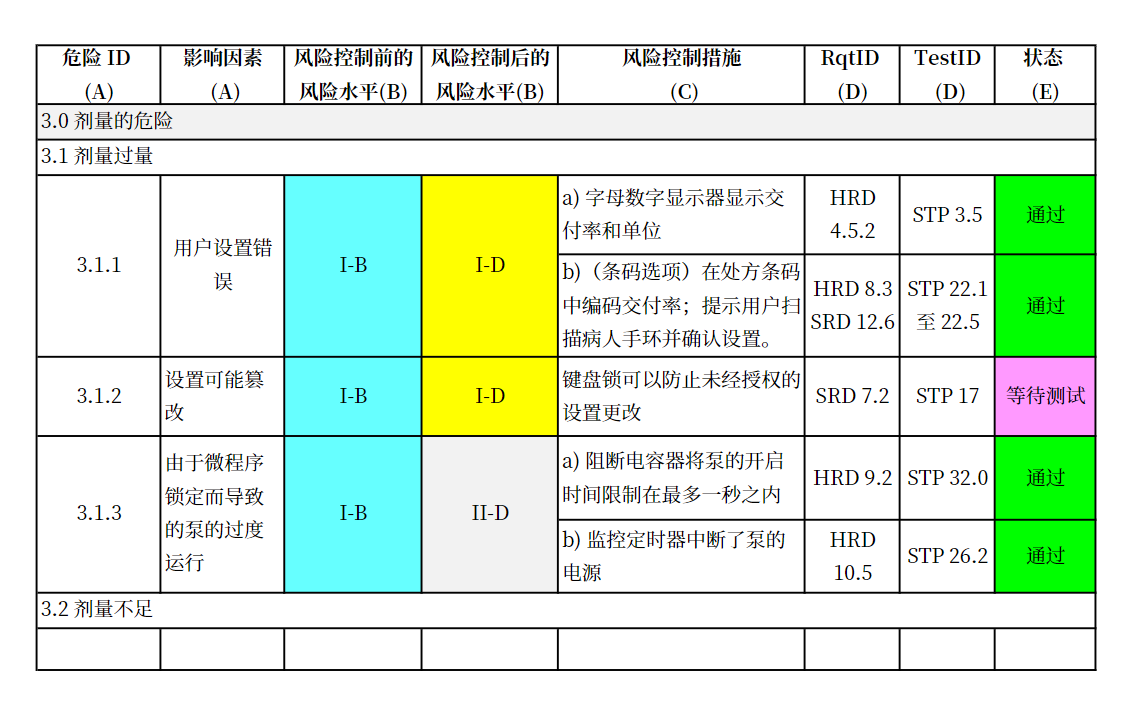 危险 ID
(A)
影响因素
(A)
风险控制前的
风险水平(B)
风险控制后的
风险水平(B)
风险控制措施
(C)
RqtID
(D)
TestID
(D)
状态
(E)
3.0 剂量的危险
3.1 剂量过量
3.1.1
用户设置错
误
I-B
I-D
a) 字母数字显示器显示交
付率和单位
HRD
4.5.2
STP 3.5
通过
b)（条码选项）在处方条码
中编码交付率；提示用户扫
描病人手环并确认设置。
HRD 8.3
SRD 12.6
STP 22.1
至 22.5
通过
3.1.2
设置可能篡
改
I-B
I-D
键盘锁可以防止未经授权的
设置更改
SRD 7.2
STP 17
等待测试
3.1.3
由于微程序
锁定而导致
的泵的过度
运行
I-B
II-D
a) 阻断电容器将泵的开启
时间限制在最多一秒之内
HRD 9.2
STP 32.0
通过
b) 监控定时器中断了泵的
电源
HRD
10.5
STP 26.2
通过
3.2 剂量不足